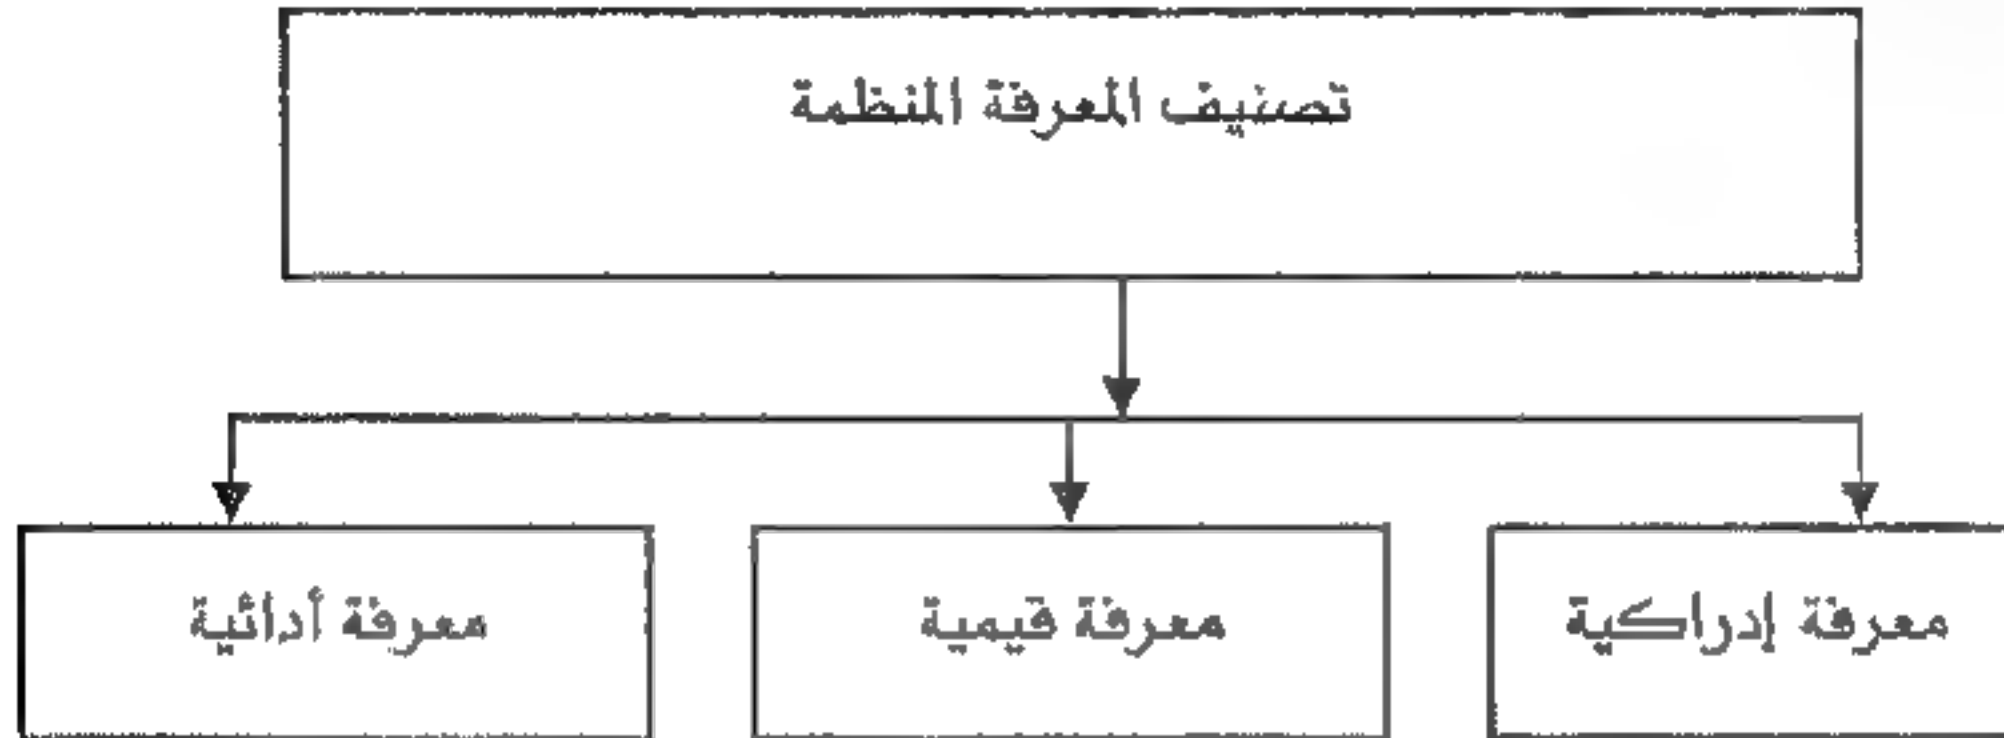 تصنيف المعرفة المنظمة
معرفة إدراكية
معرفة قيمية
معرفة أدائية